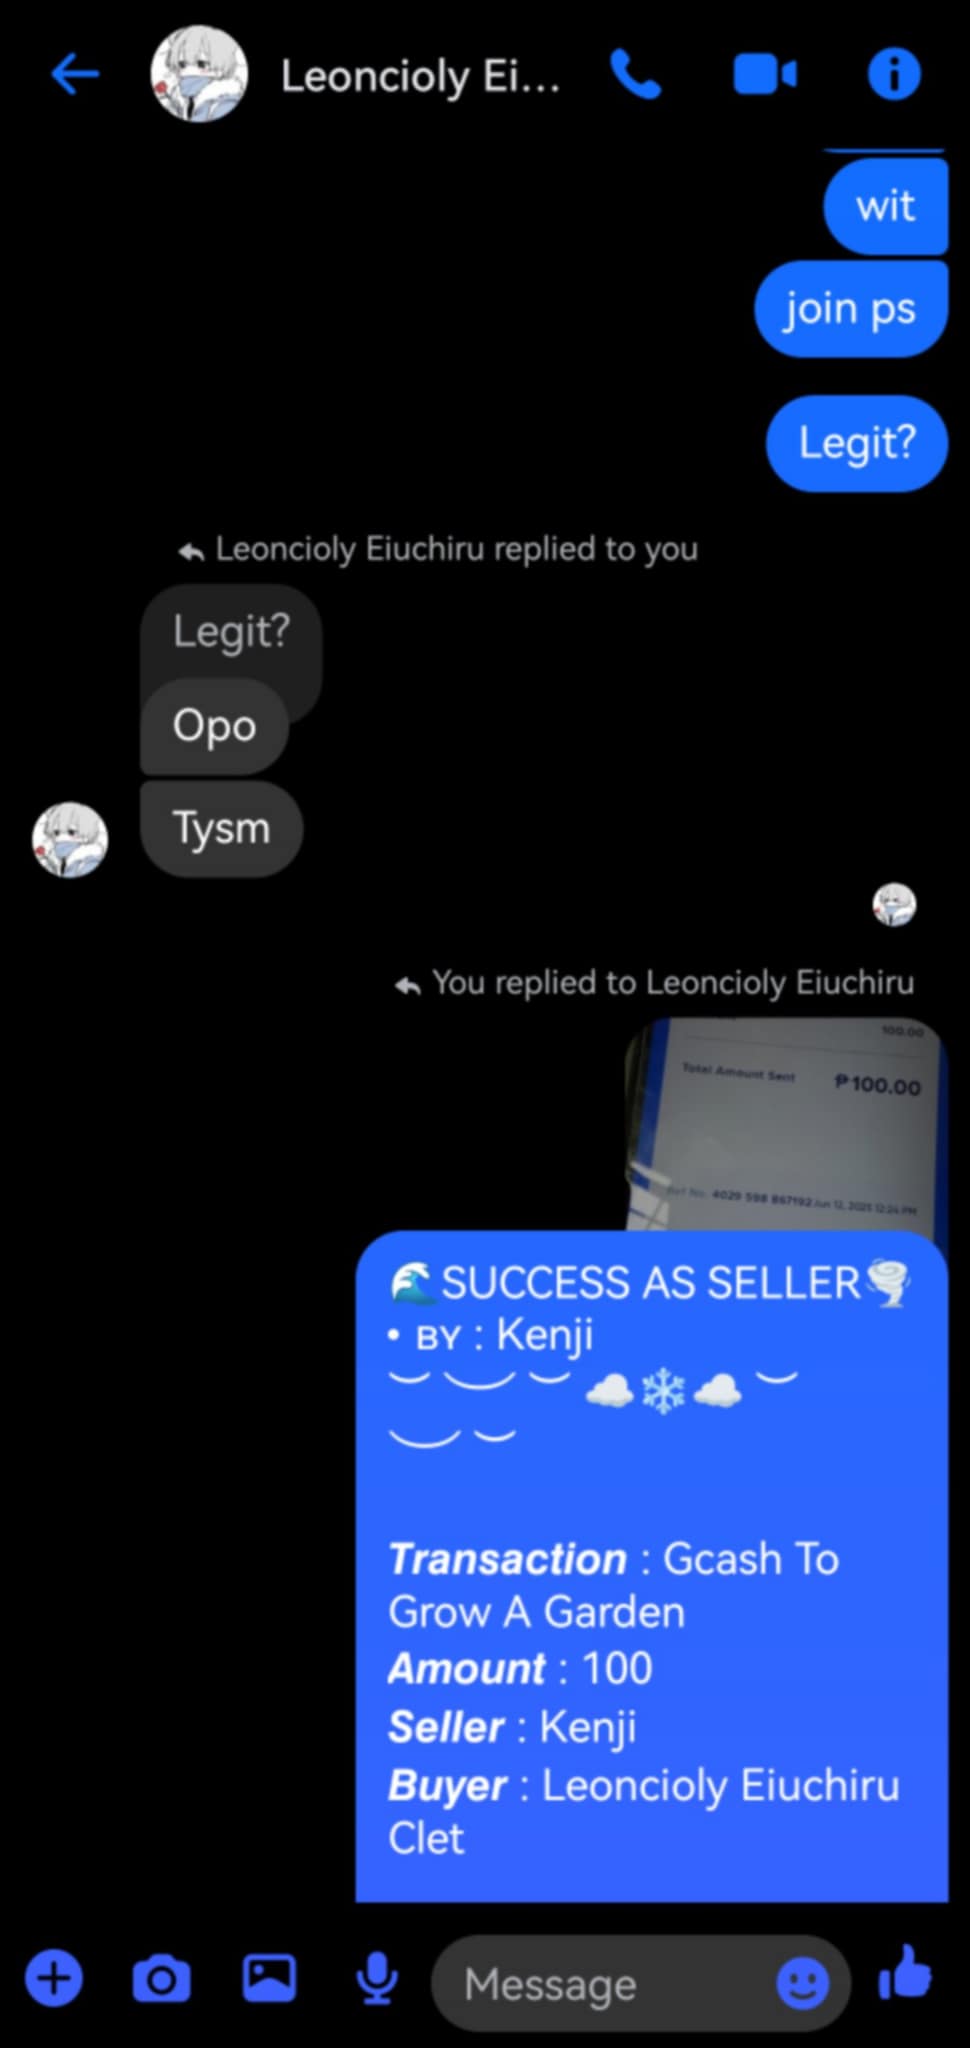 Leoncioly Ei...
wit
join ps
Legit?
Leoncioly Eiuchiru replied to you
Legit?
Opo
Tysm
You replied to Leoncioly Eiuchiru
100.00
Total Amount Sent ₱100.00
Ref No. 4029 598 867192 Jun 12, 2025 12:24 PM
🌊SUCCESS AS SELLER🌪️
• ʙʏ : Kenji
︶ ︶ ︶ ☁️❄️☁️ ︶
︶ ︶
Transaction : Gcash To
Grow A Garden
Amount : 100
Seller : Kenji
Buyer : Leoncioly Eiuchiru
Clet
Message